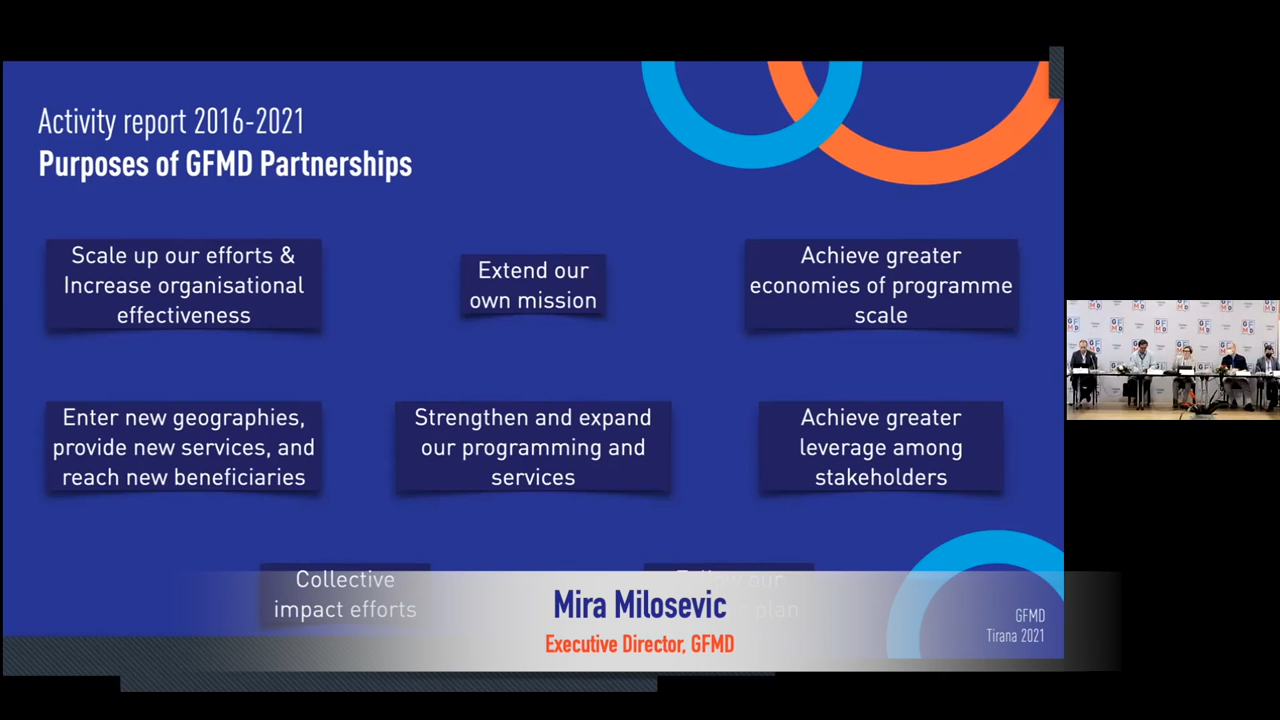 Activity report 2016-2021
Purposes of GFMD Partnerships
Scale up our efforts &
Increase organisational
effectiveness
Extend our
own mission
Achieve greater
economies of programme
scale
Enter new geographies,
provide new services, and
reach new beneficiaries
Strengthen and expand
our programming and
services
Achieve greater
leverage among
stakeholders
Collective
impact efforts
Follow our
plan
Mira Milosevic
Executive Director, GFMD
GFMD
Tirana 2021